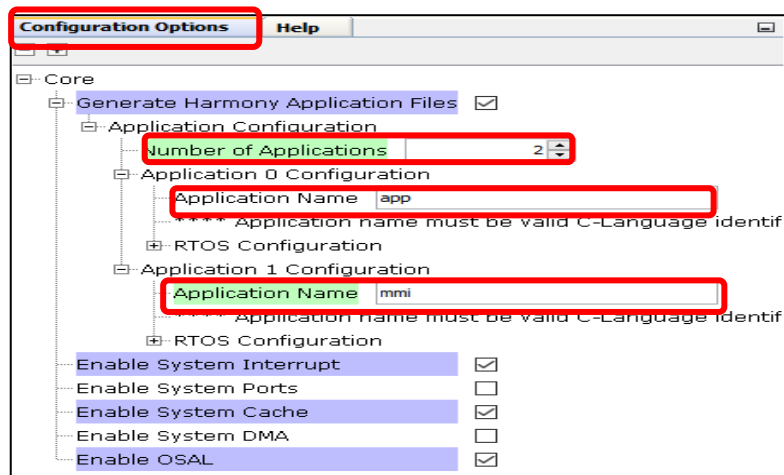 Configuration Options Help
Core
Generate Harmony Application Files
Application Configuration
Number of Applications 2
Application 0 Configuration
Application Name app
**** Application name must be valid C-Language identif
RTOS Configuration
Application 1 Configuration
Application Name mmi
**** Application name must be valid C-Language identif
RTOS Configuration
Enable System Interrupt
Enable System Ports
Enable System Cache
Enable System DMA
Enable OSAL